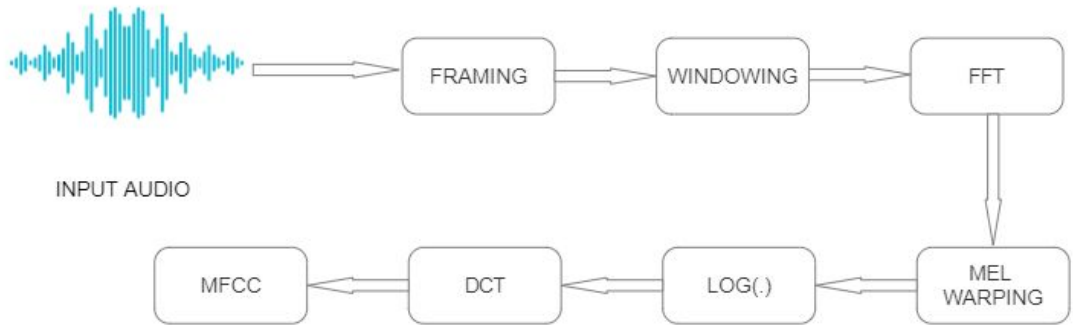 FRAMING
WINDOWING
FFT
INPUT AUDIO
MFCC
DCT
LOG(.)
MEL
WARPING